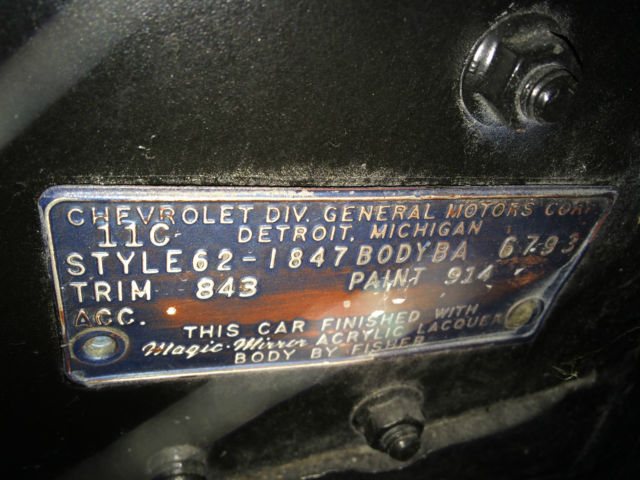 CHEVROLET DIV. GENERAL MOTORS CORP.
11C DETROIT, MICHIGAN
STYLE 62-1847 BODY BA 6793
TRIM 843 PAINT 914
ACC.
THIS CAR FINISHED WITH
Magic-Mirror ACRYLIC LACQUER
BODY BY FISHER